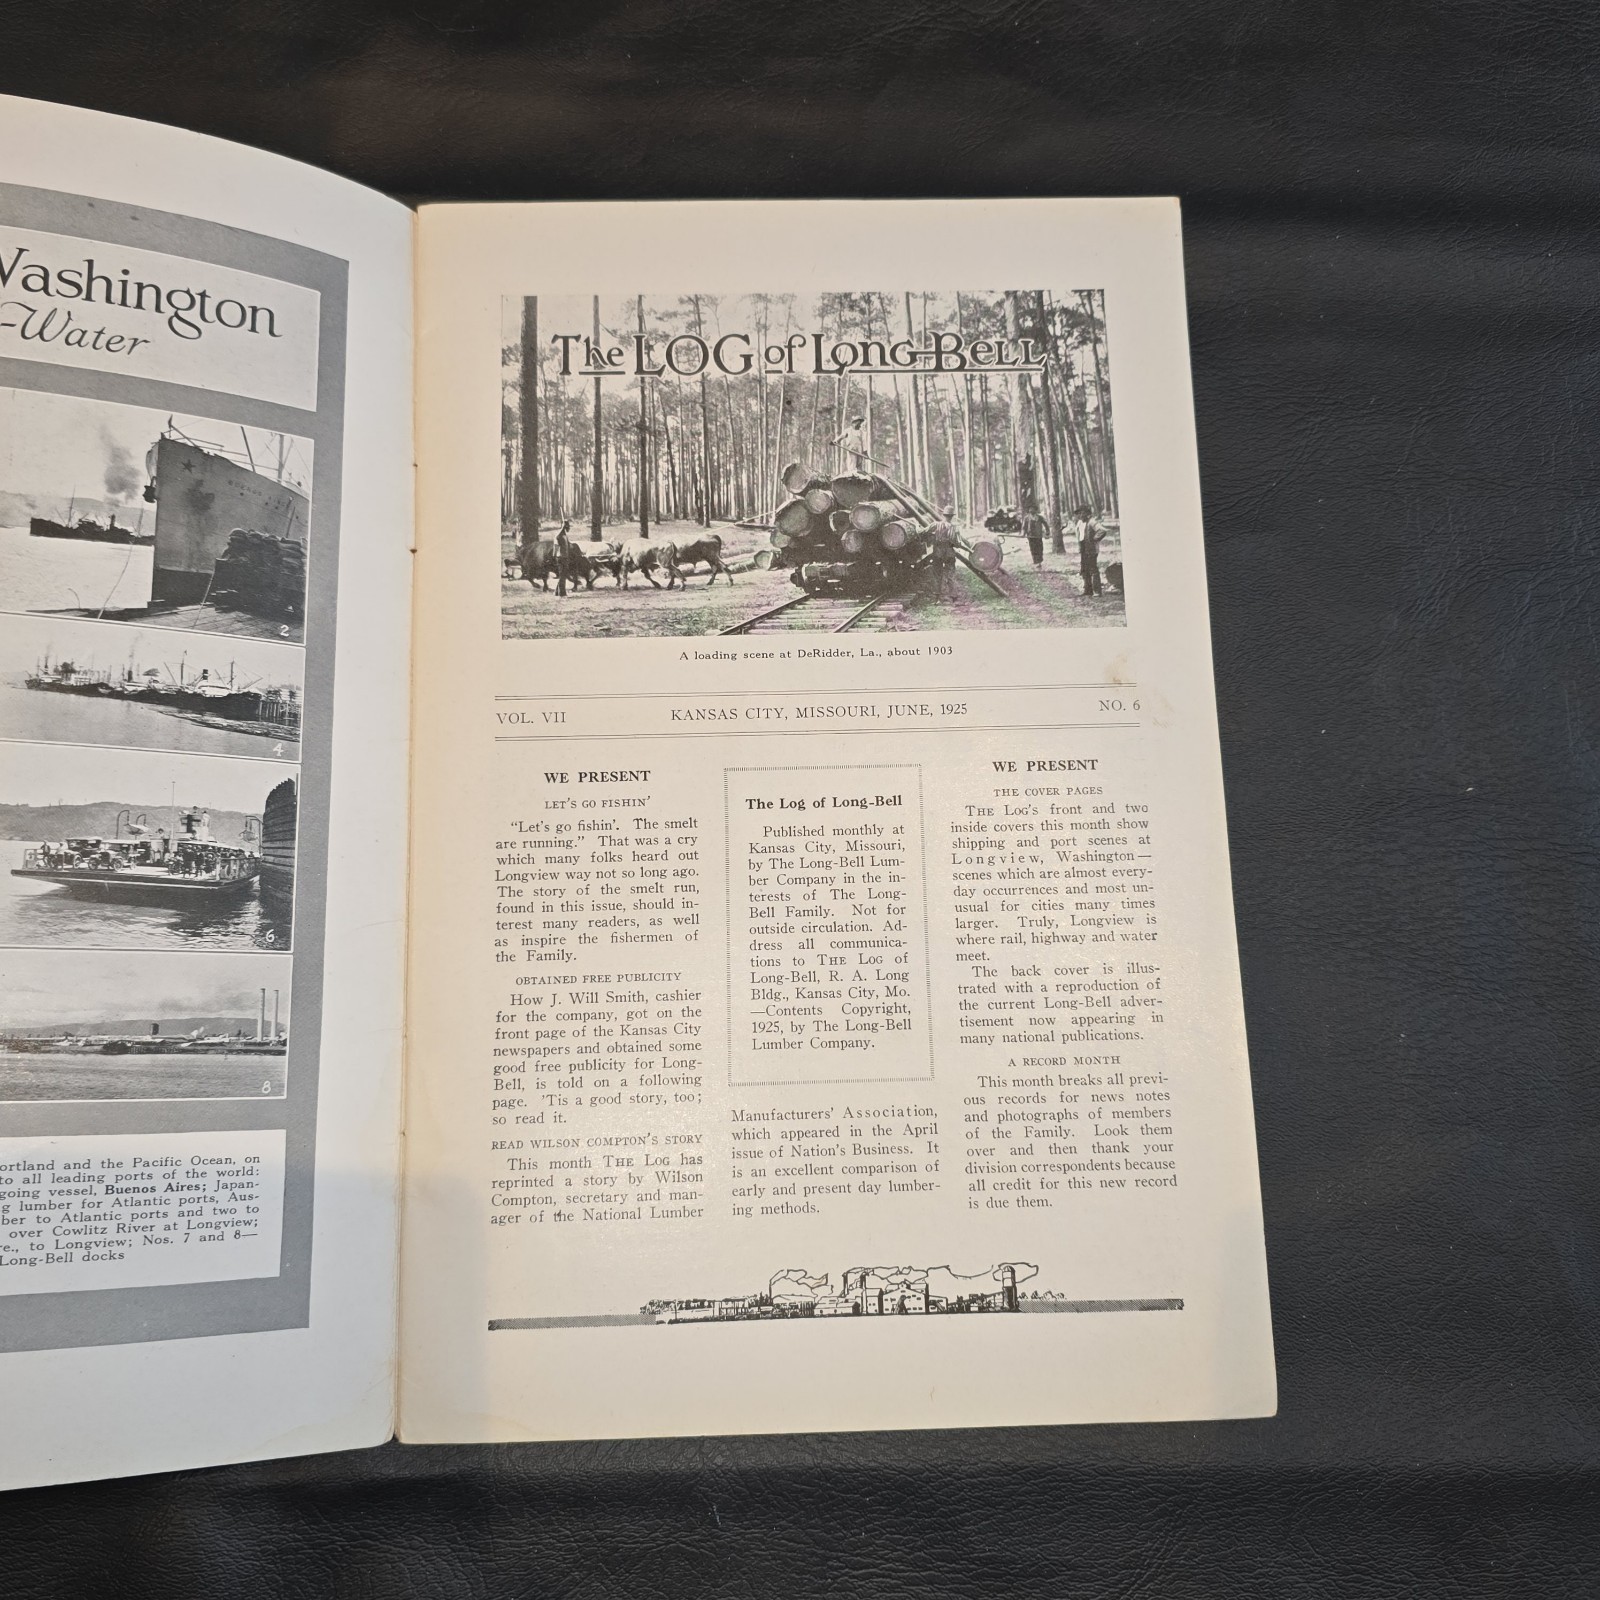 Washington
-Water
2
4
6
8
ortland and the Pacific Ocean, on
to all leading ports of the world:
going vessel, Buenos Aires; Japan-
g lumber for Atlantic ports, Aus-
ber to Atlantic ports and two to
over Cowlitz River at Longview;
re., to Longview; Nos. 7 and 8—
Long-Bell docks
The LOG of Long-Bell
A loading scene at DeRidder, La., about 1903
VOL. VII KANSAS CITY, MISSOURI, JUNE, 1925 NO. 6
WE PRESENT
LET'S GO FISHIN'
"Let's go fishin'. The smelt
are running." That was a cry
which many folks heard out
Longview way not so long ago.
The story of the smelt run,
found in this issue, should in-
terest many readers, as well
as inspire the fishermen of
the Family.
OBTAINED FREE PUBLICITY
How J. Will Smith, cashier
for the company, got on the
front page of the Kansas City
newspapers and obtained some
good free publicity for Long-
Bell, is told on a following
page. 'Tis a good story, too;
so read it.
READ WILSON COMPTON'S STORY
This month THE LOG has
reprinted a story by Wilson
Compton, secretary and man-
ager of the National Lumber
The Log of Long-Bell
Published monthly at
Kansas City, Missouri,
by The Long-Bell Lum-
ber Company in the in-
terests of The Long-
Bell Family. Not for
outside circulation. Ad-
dress all communica-
tions to THE LOG of
Long-Bell, R. A. Long
Bldg., Kansas City, Mo.
—Contents Copyright,
1925, by The Long-Bell
Lumber Company.
Manufacturers' Association,
which appeared in the April
issue of Nation's Business. It
is an excellent comparison of
early and present day lumber-
ing methods.
WE PRESENT
THE COVER PAGES
THE LOG'S front and two
inside covers this month show
shipping and port scenes at
Longview, Washington—
scenes which are almost every-
day occurrences and most un-
usual for cities many times
larger. Truly, Longview is
where rail, highway and water
meet.
The back cover is illus-
trated with a reproduction of
the current Long-Bell adver-
tisement now appearing in
many national publications.
A RECORD MONTH
This month breaks all previ-
ous records for news notes
and photographs of members
of the Family. Look them
over and then thank your
division correspondents because
all credit for this new record
is due them.